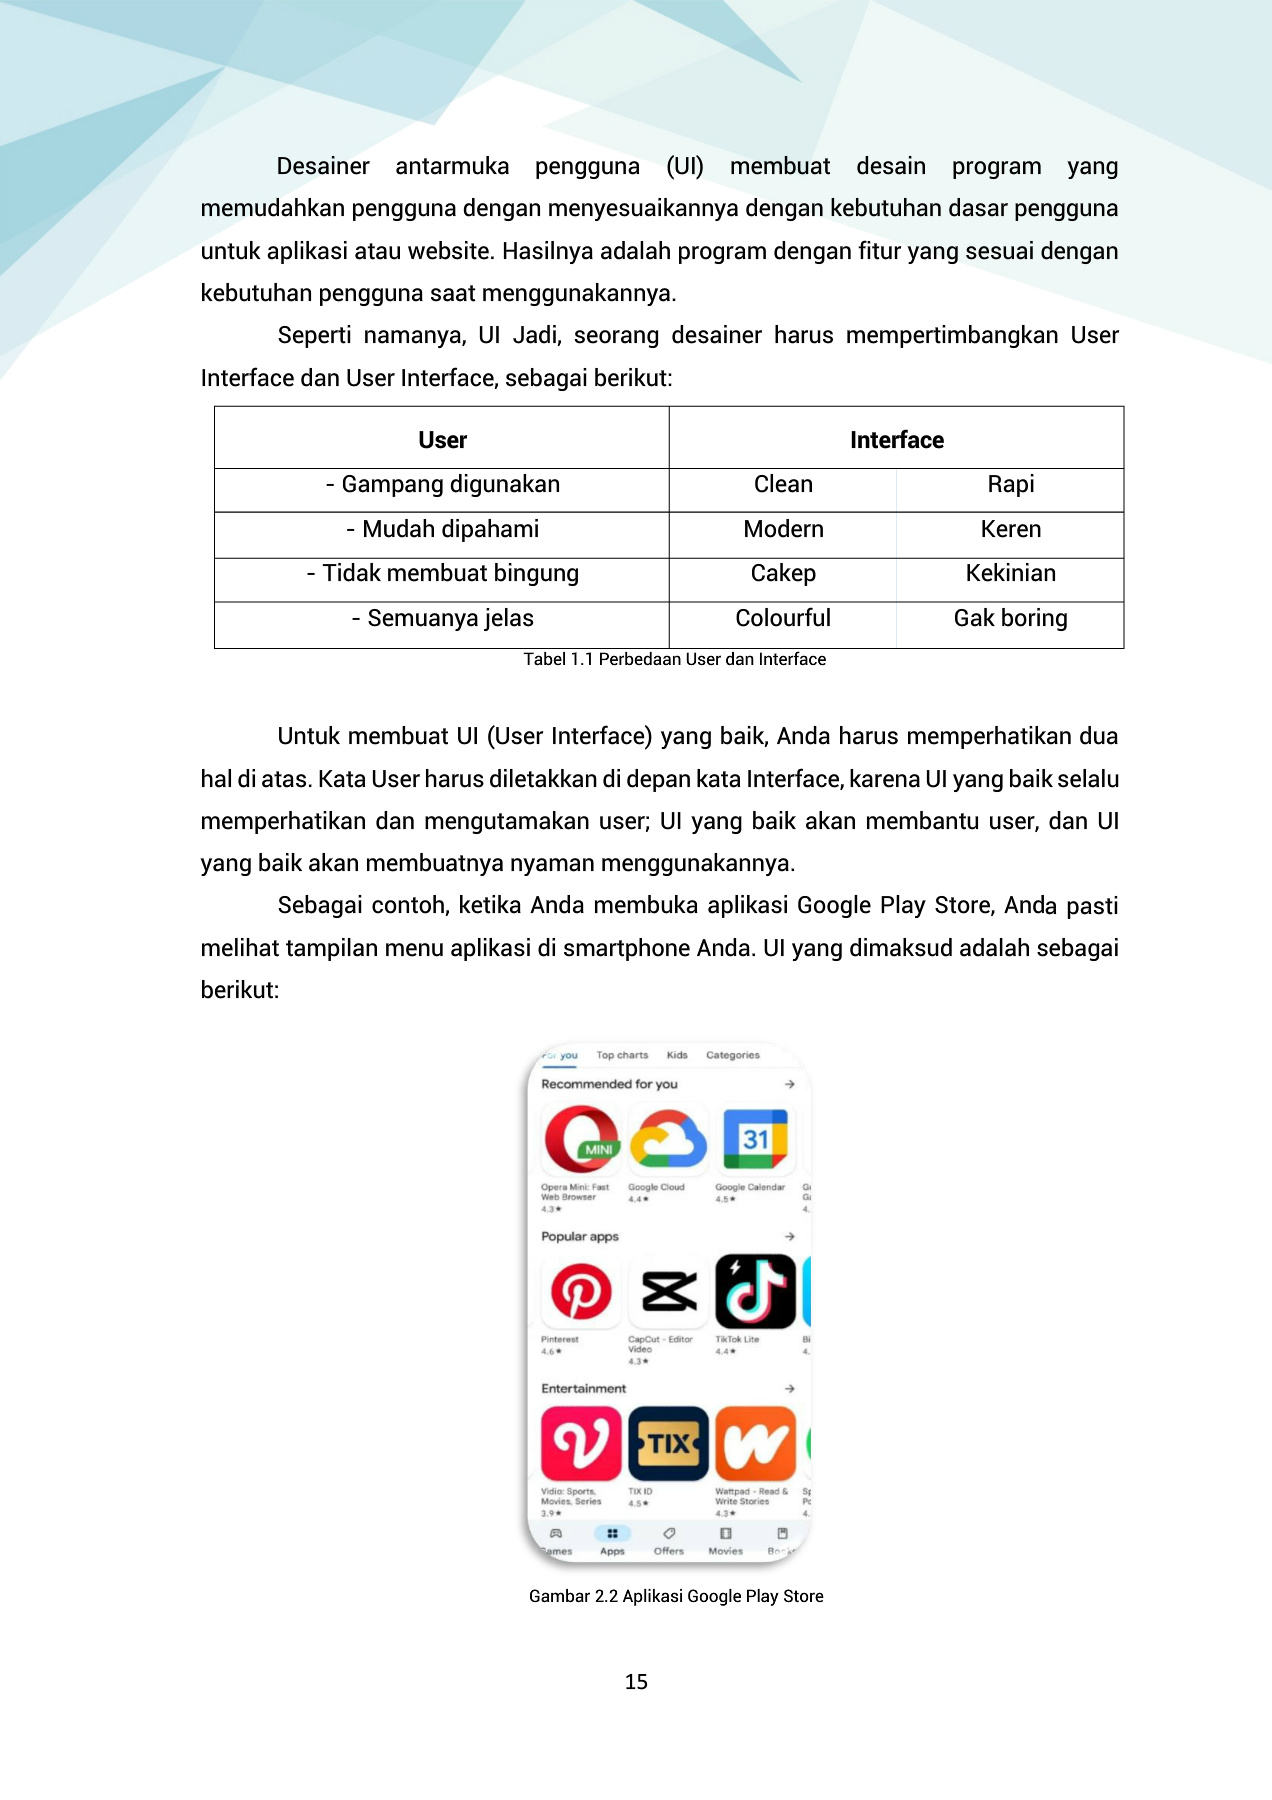 Desainer antarmuka pengguna (UI) membuat desain program yang
memudahkan pengguna dengan menyesuaikannya dengan kebutuhan dasar pengguna
untuk aplikasi atau website. Hasilnya adalah program dengan fitur yang sesuai dengan
kebutuhan pengguna saat menggunakannya.
Seperti namanya, UI Jadi, seorang desainer harus mempertimbangkan User
Interface dan User Interface, sebagai berikut:
User Interface
- Gampang digunakan Clean Rapi
- Mudah dipahami Modern Keren
- Tidak membuat bingung Cakep Kekinian
- Semuanya jelas Colourful Gak boring
Tabel 1.1 Perbedaan User dan Interface
Untuk membuat UI (User Interface) yang baik, Anda harus memperhatikan dua
hal di atas. Kata User harus diletakkan di depan kata Interface, karena UI yang baik selalu
memperhatikan dan mengutamakan user; UI yang baik akan membantu user, dan UI
yang baik akan membuatnya nyaman menggunakannya.
Sebagai contoh, ketika Anda membuka aplikasi Google Play Store, Anda pasti
melihat tampilan menu aplikasi di smartphone Anda. UI yang dimaksud adalah sebagai
berikut:
For you Top charts Kids Categories
Recommended for you →
MINI 31
Opera Mini: Fast Google Cloud Google Calendar
Web Browser 4.4★ 4.5★
4.3★
Popular apps →
Pinterest CapCut - Editor TikTok Lite Bi
4.6★ Video 4.4★ 4.
4.3★
Entertainment →
TIX
Vidio: Sports, TIX ID Wattpad - Read & Sp
Movies, Series 4.5★ Write Stories
3.9★ 4.3★ 4.
ames Apps Offers Movies Books
Gambar 2.2 Aplikasi Google Play Store
15